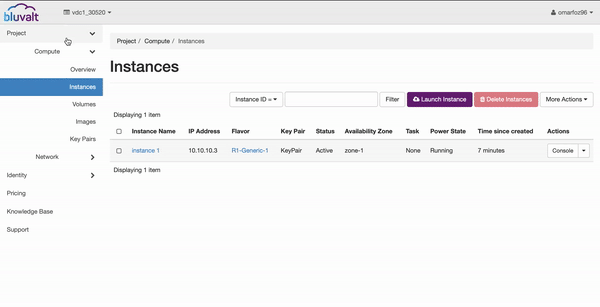 bluvalt
vdc1_30520
omarfoz96
Project
Compute
Overview
Instances
Volumes
Images
Key Pairs
Network
Identity
Pricing
Knowledge Base
Support
Project / Compute / Instances
Instances
Instance ID = Filter Launch Instance Delete Instances More Actions
Displaying 1 item
Instance Name IP Address Flavor Key Pair Status Availability Zone Task Power State Time since created Actions
instance 1 10.10.10.3 R1-Generic-1 KeyPair Active zone-1 None Running 7 minutes Console
Displaying 1 item